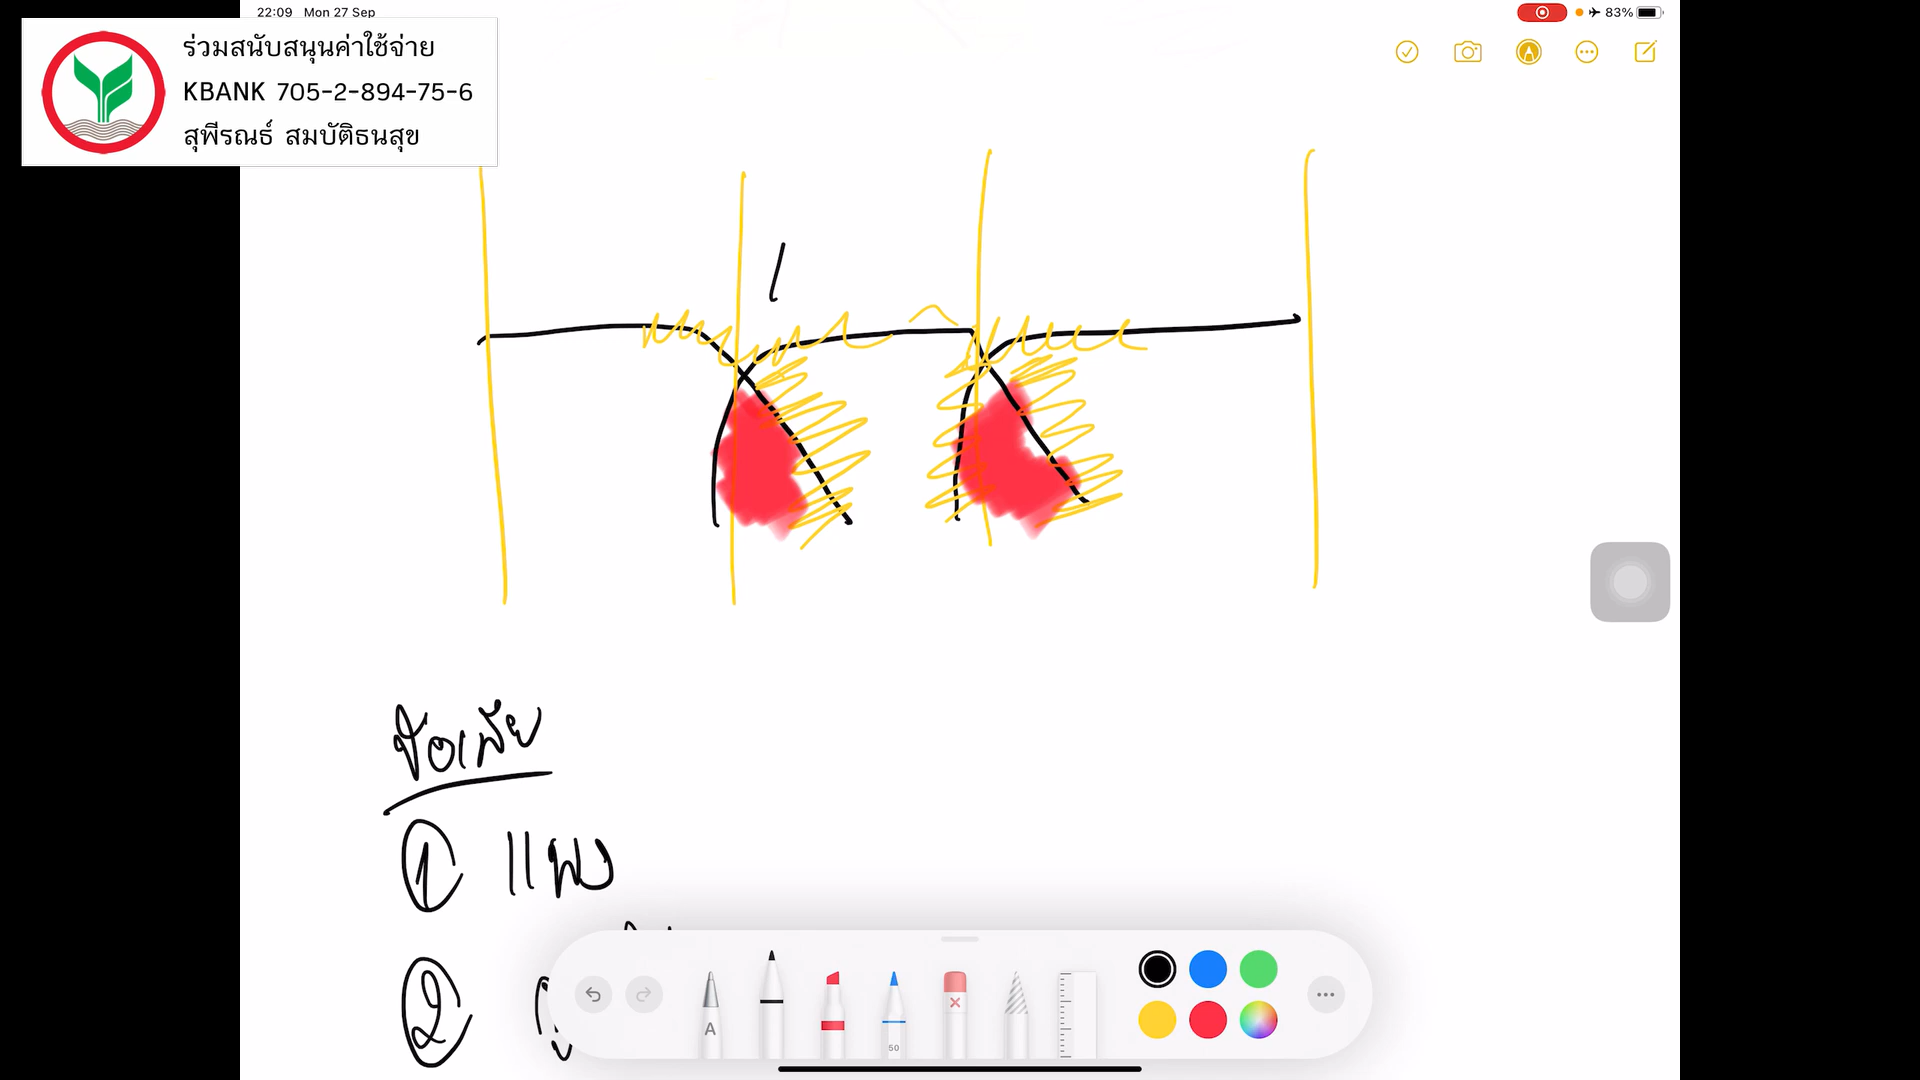 22:09 Mon 27 Sep
83%
ร่วมสนับสนุนค่าใช้จ่าย
KBANK 705-2-894-75-6
สุพีรณธ์ สมบัติธนสุข
ข้อเสีย
① แพง
②
A
50